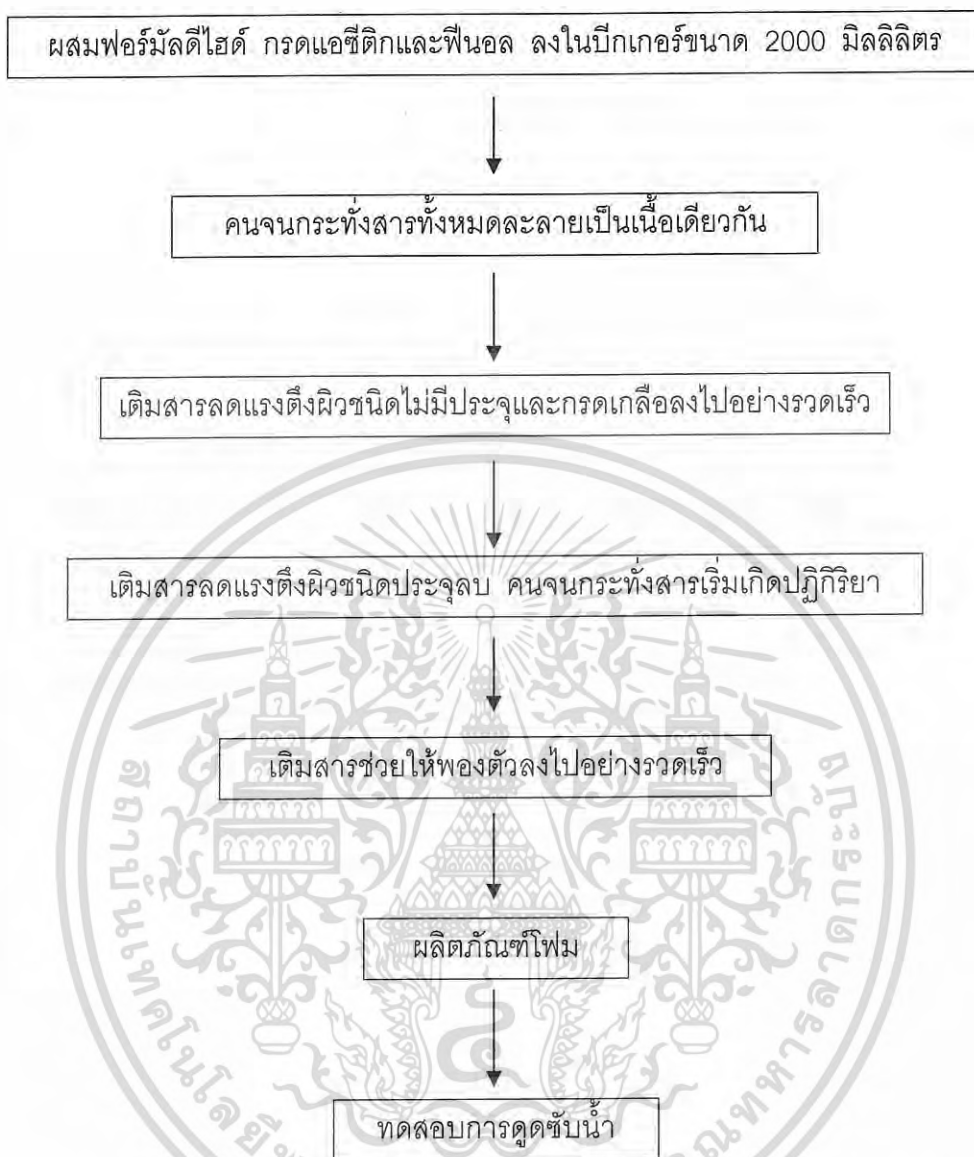 ผสมฟอร์มัลดีไฮด์ กรดแอซีติกและฟีนอล ลงในบีกเกอร์ขนาด 2000 มิลลิลิตร
คนจนกระทั่งสารทั้งหมดละลายเป็นเนื้อเดียวกัน
เติมสารลดแรงตึงผิวชนิดไม่มีประจุและกรดเกลือลงไปอย่างรวดเร็ว
เติมสารลดแรงตึงผิวชนิดประจุลบ คนจนกระทั่งสารเริ่มเกิดปฏิกิริยา
เติมสารช่วยให้พองตัวลงไปอย่างรวดเร็ว
ผลิตภัณฑ์โฟม
ทดสอบการดูดซับน้ำ